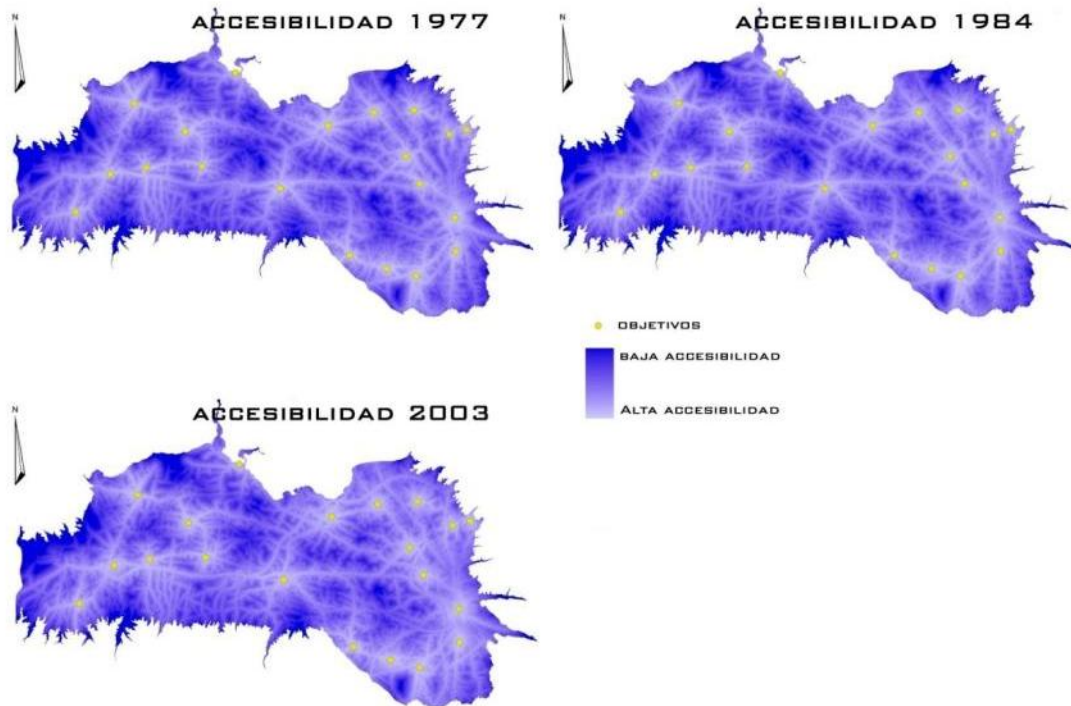 ACCESIBILIDAD 1977
N
ACCESIBILIDAD 1984
N
OBJETIVOS
BAJA ACCESIBILIDAD
ALTA ACCESIBILIDAD
ACCESIBILIDAD 2003
N